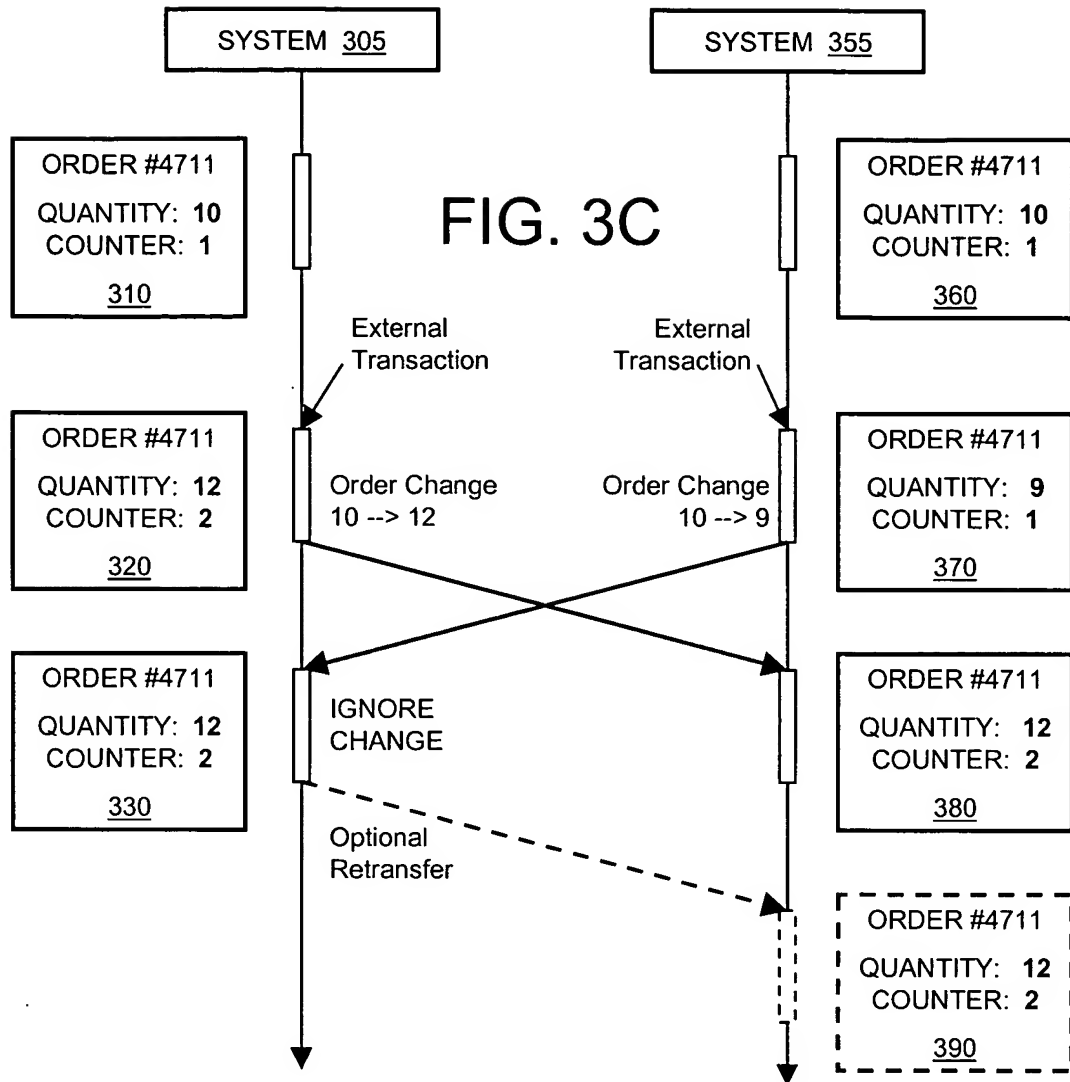 SYSTEM 305
SYSTEM 355
ORDER #4711
QUANTITY: 10
COUNTER: 1
310
FIG. 3C
ORDER #4711
QUANTITY: 10
COUNTER: 1
360
External
Transaction
External
Transaction
ORDER #4711
QUANTITY: 12
COUNTER: 2
320
Order Change
10 --> 12
Order Change
10 --> 9
ORDER #4711
QUANTITY: 9
COUNTER: 1
370
ORDER #4711
QUANTITY: 12
COUNTER: 2
330
IGNORE
CHANGE
ORDER #4711
QUANTITY: 12
COUNTER: 2
380
Optional
Retransfer
ORDER #4711
QUANTITY: 12
COUNTER: 2
390